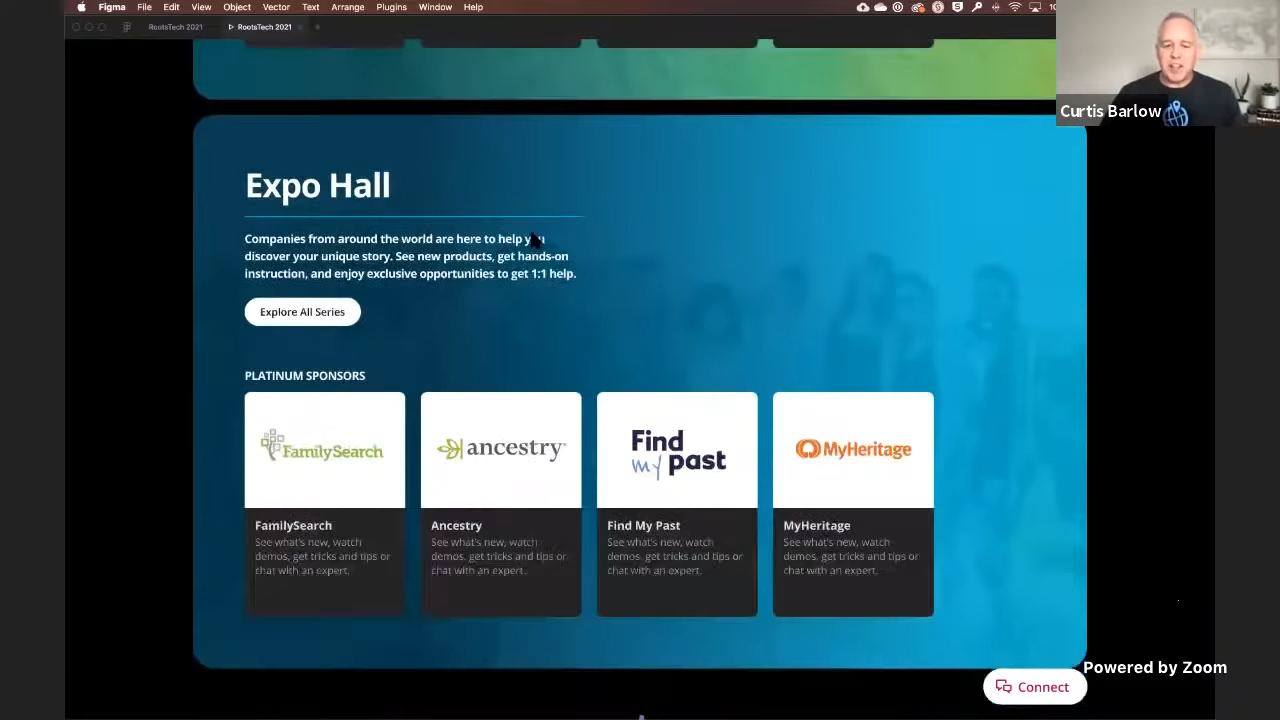 Figma File Edit View Object Vector Text Arrange Plugins Window Help
RootsTech 2021
RootsTech 2021
Curtis Barlow
Expo Hall
Companies from around the world are here to help you
discover your unique story. See new products, get hands-on
instruction, and enjoy exclusive opportunities to get 1:1 help.
Explore All Series
PLATINUM SPONSORS
FamilySearch
ancestry
Find
my past
MyHeritage
FamilySearch
See what's new, watch
demos, get tricks and tips or
chat with an expert.
Ancestry
See what's new, watch
demos, get tricks and tips or
chat with an expert.
Find My Past
See what's new, watch
demos, get tricks and tips or
chat with an expert.
MyHeritage
See what's new, watch
demos, get tricks and tips or
chat with an expert.
Powered by Zoom
Connect